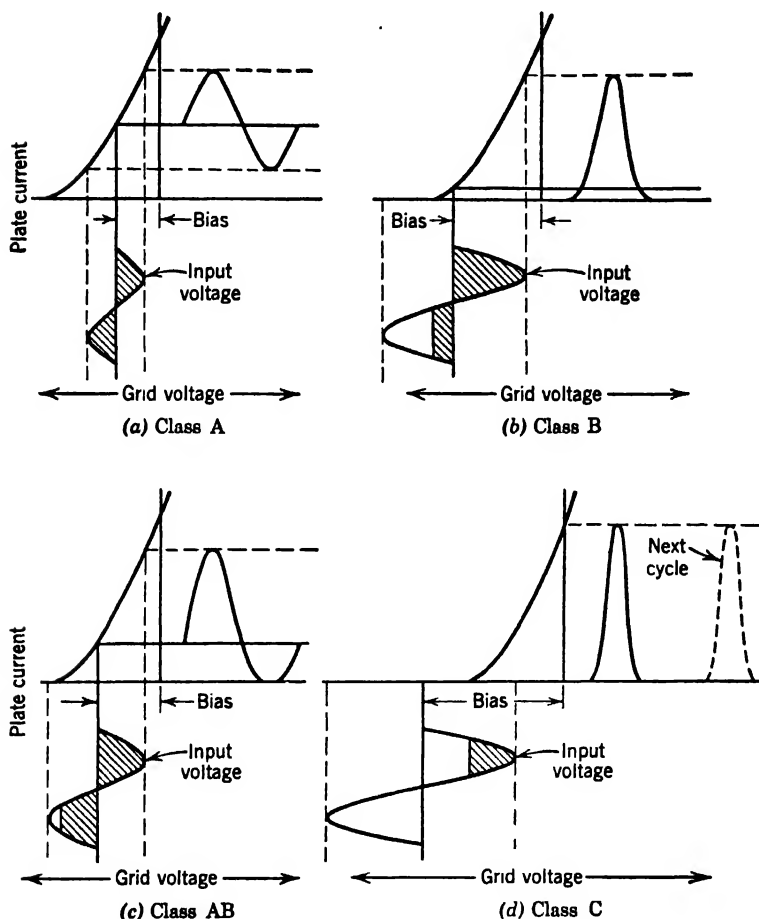 Plate current
Bias
Input
voltage
Grid voltage
(a) Class A
Bias
Input
voltage
Grid voltage
(b) Class B
Plate current
Bias
Input
voltage
Grid voltage
(c) Class AB
Next
cycle
Bias
Input
voltage
Grid voltage
(d) Class C